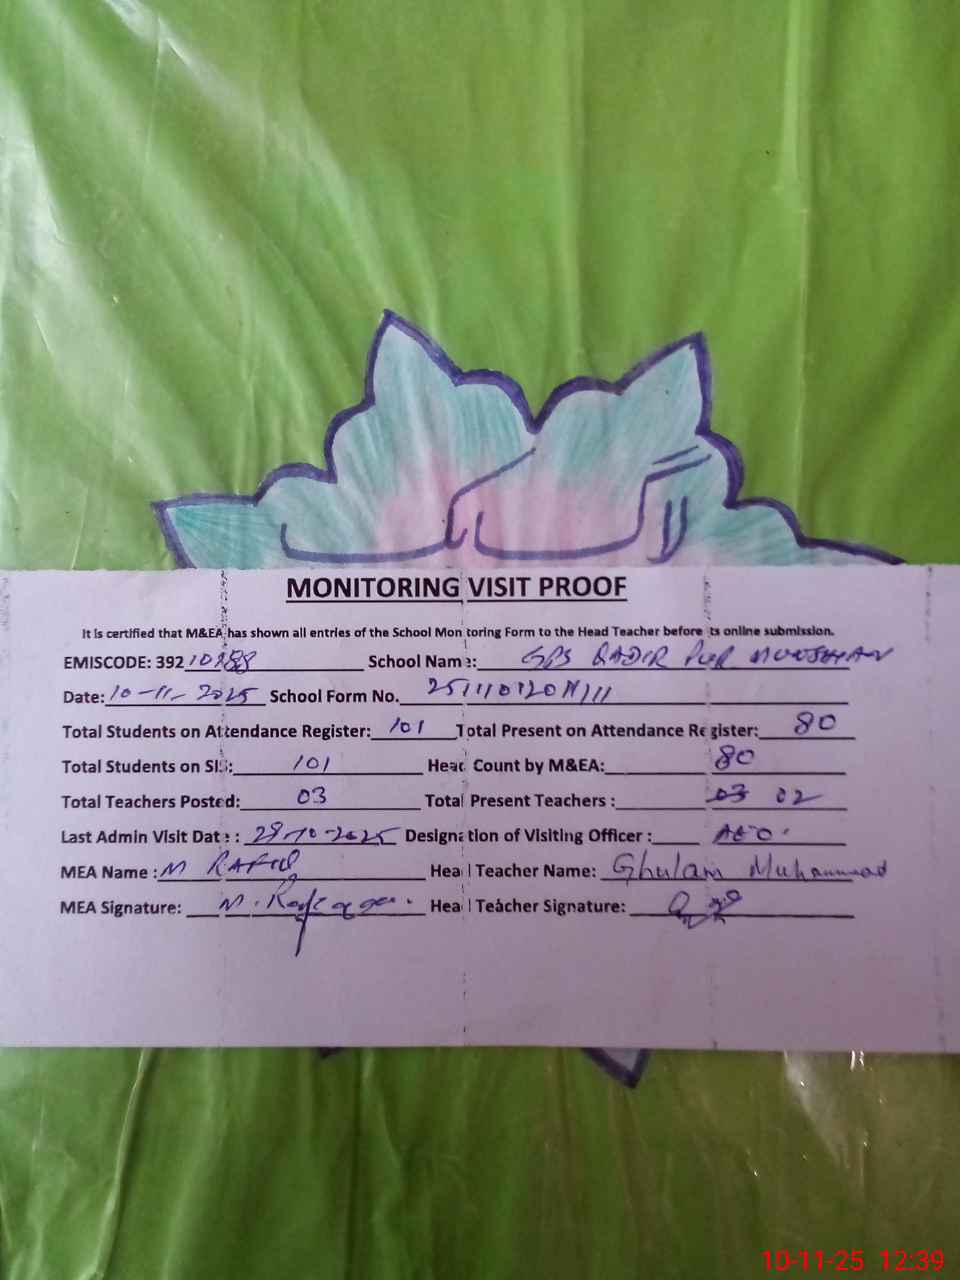 MONITORING VISIT PROOF
It is certified that M&EA has shown all entries of the School Monitoring Form to the Head Teacher before its online submission.
EMISCODE: 39210288 School Name: GPS QADIR PUR
Date: 10-11-2025 School Form No.
Total Students on Attendance Register: 101 Total Present on Attendance Register: 80
Total Students on SIS: 101 Head Count by M&EA: 80
Total Teachers Posted: 03 Total Present Teachers : 03 02
Last Admin Visit Date : 29-10-2025 Designation of Visiting Officer : AEO.
MEA Name : M RAFIQ Head Teacher Name: Ghulam Muhammad
MEA Signature: Head Teacher Signature:
10-11-25 12:39